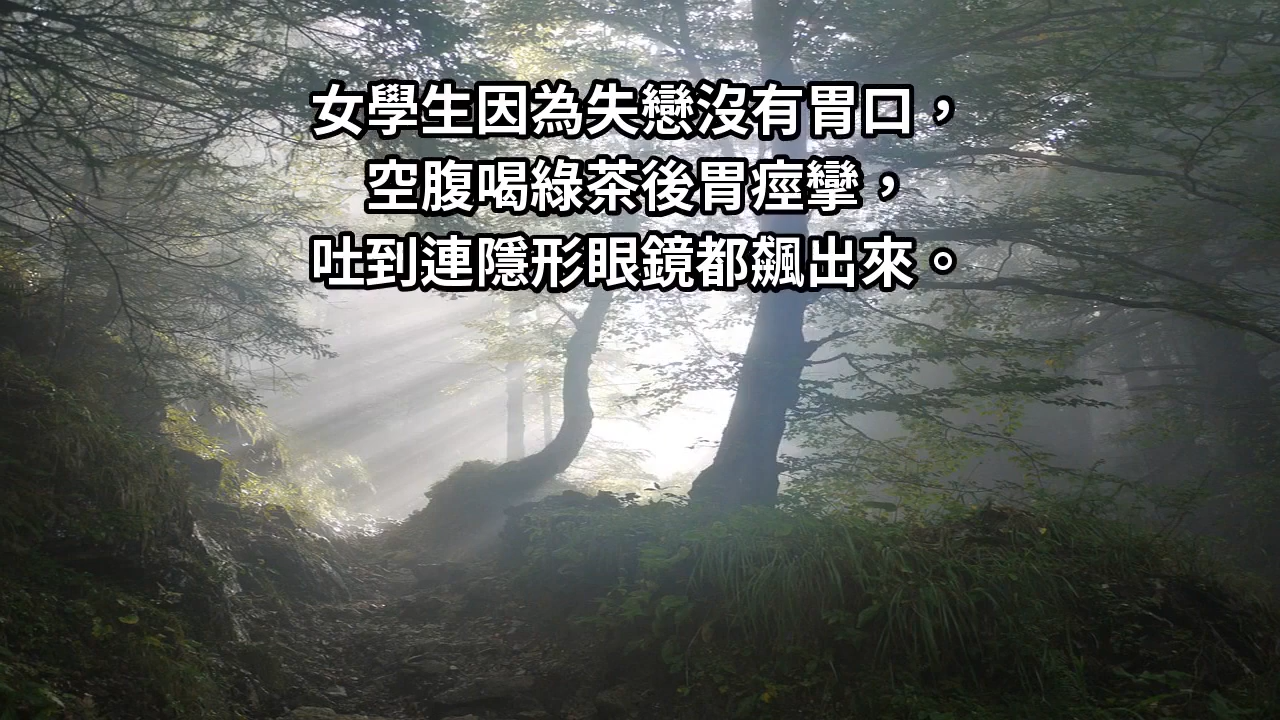 女學生因為失戀沒有胃口，
空腹喝綠茶後胃痙攣，
吐到連隱形眼鏡都飆出來。